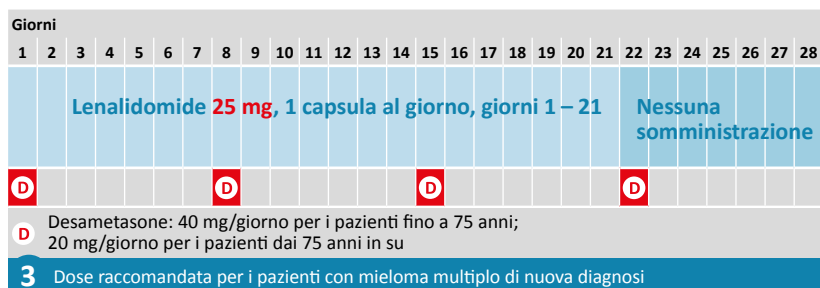 Giorni
1 2 3 4 5 6 7 8 9 10 11 12 13 14 15 16 17 18 19 20 21 22 23 24 25 26 27 28
Lenalidomide 25 mg, 1 capsula al giorno, giorni 1 – 21
Nessuna
somministrazione
D D D D
D Desametasone: 40 mg/giorno per i pazienti fino a 75 anni;
20 mg/giorno per i pazienti dai 75 anni in su
3 Dose raccomandata per i pazienti con mieloma multiplo di nuova diagnosi